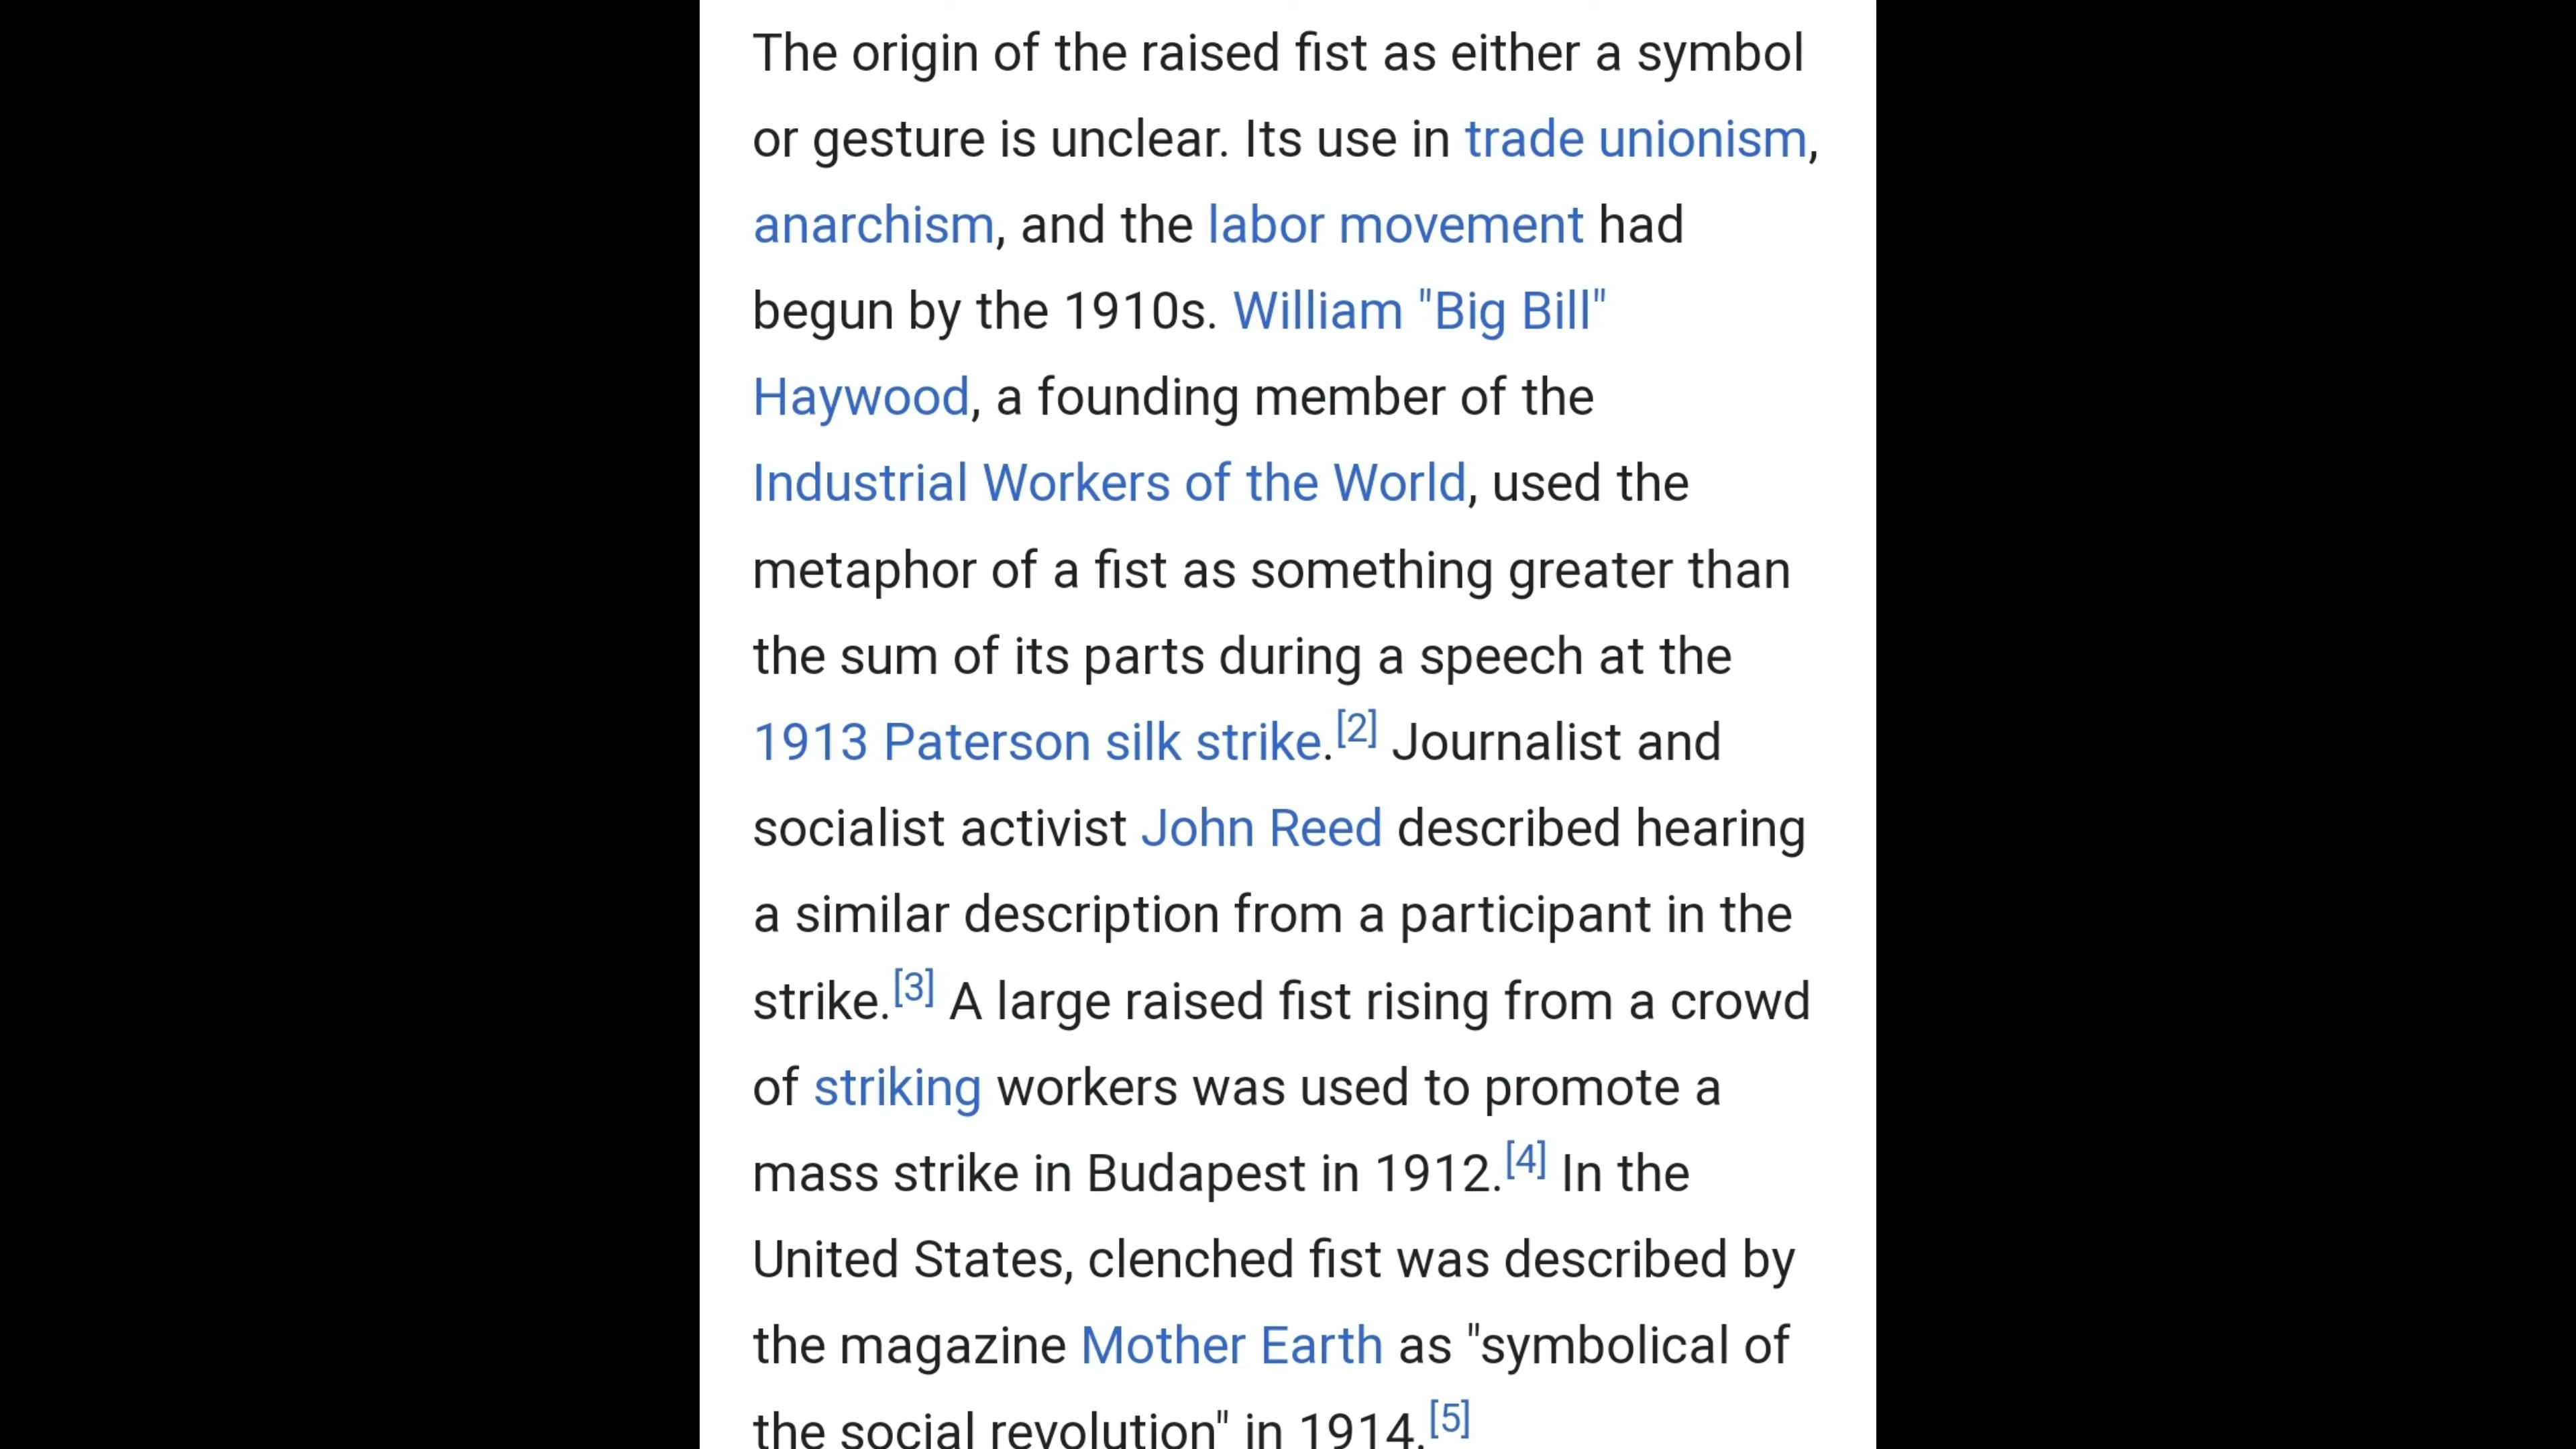 The origin of the raised fist as either a symbol
or gesture is unclear. Its use in trade unionism,
anarchism, and the labor movement had
begun by the 1910s. William "Big Bill"
Haywood, a founding member of the
Industrial Workers of the World, used the
metaphor of a fist as something greater than
the sum of its parts during a speech at the
1913 Paterson silk strike.[2] Journalist and
socialist activist John Reed described hearing
a similar description from a participant in the
strike.[3] A large raised fist rising from a crowd
of striking workers was used to promote a
mass strike in Budapest in 1912.[4] In the
United States, clenched fist was described by
the magazine Mother Earth as "symbolical of
the social revolution" in 1914.[5]